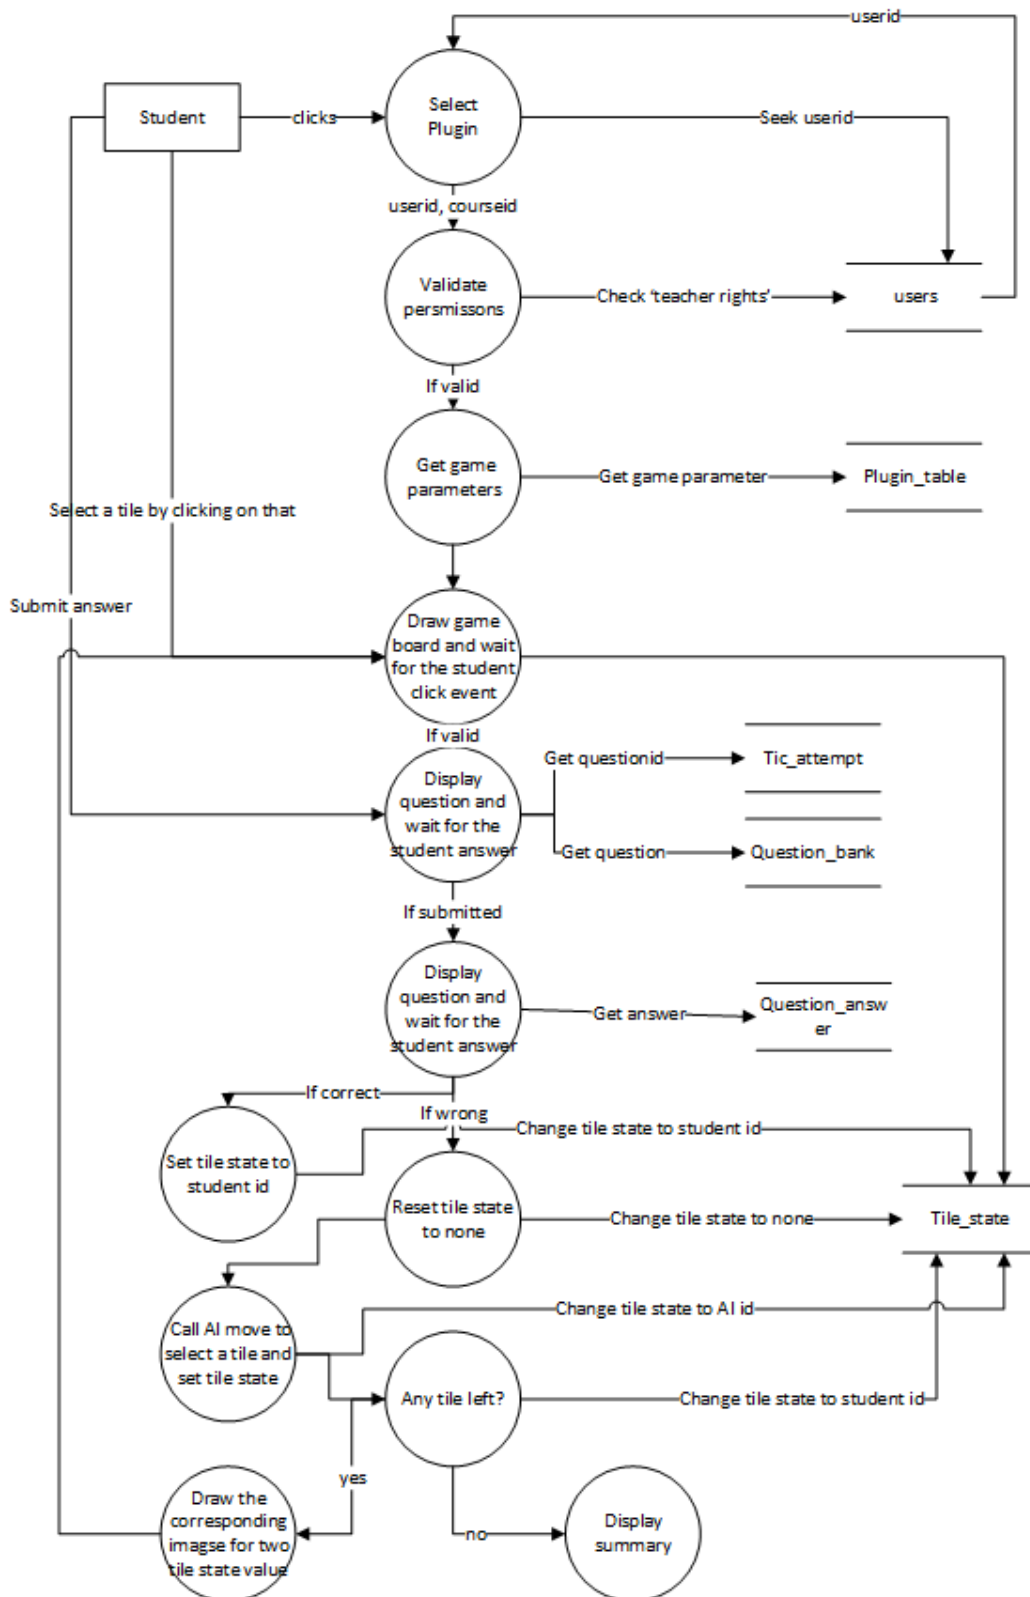 userid
Student
clicks
Select
Plugin
Seek userid
userid, courseid
Validate
persmissons
Check 'teacher rights'
users
If valid
Get game
parameters
Get game parameter
Plugin_table
Select a tile by clicking on that
Submit answer
Draw game
board and wait
for the student
click event
If valid
Display
question and
wait for the
student answer
Get questionid
Tic_attempt
Get question
Question_bank
If submitted
Display
question and
wait for the
student answer
Get answer
Question_answ
er
If correct
If wrong
Change tile state to student id
Set tile state to
student id
Reset tile state
to none
Change tile state to none
Tile_state
Change tile state to AI id
Call AI move to
select a tile and
set tile state
Any tile left?
Change tile state to student id
yes
Draw the
corresponding
imagse for two
tile state value
no
Display
summary